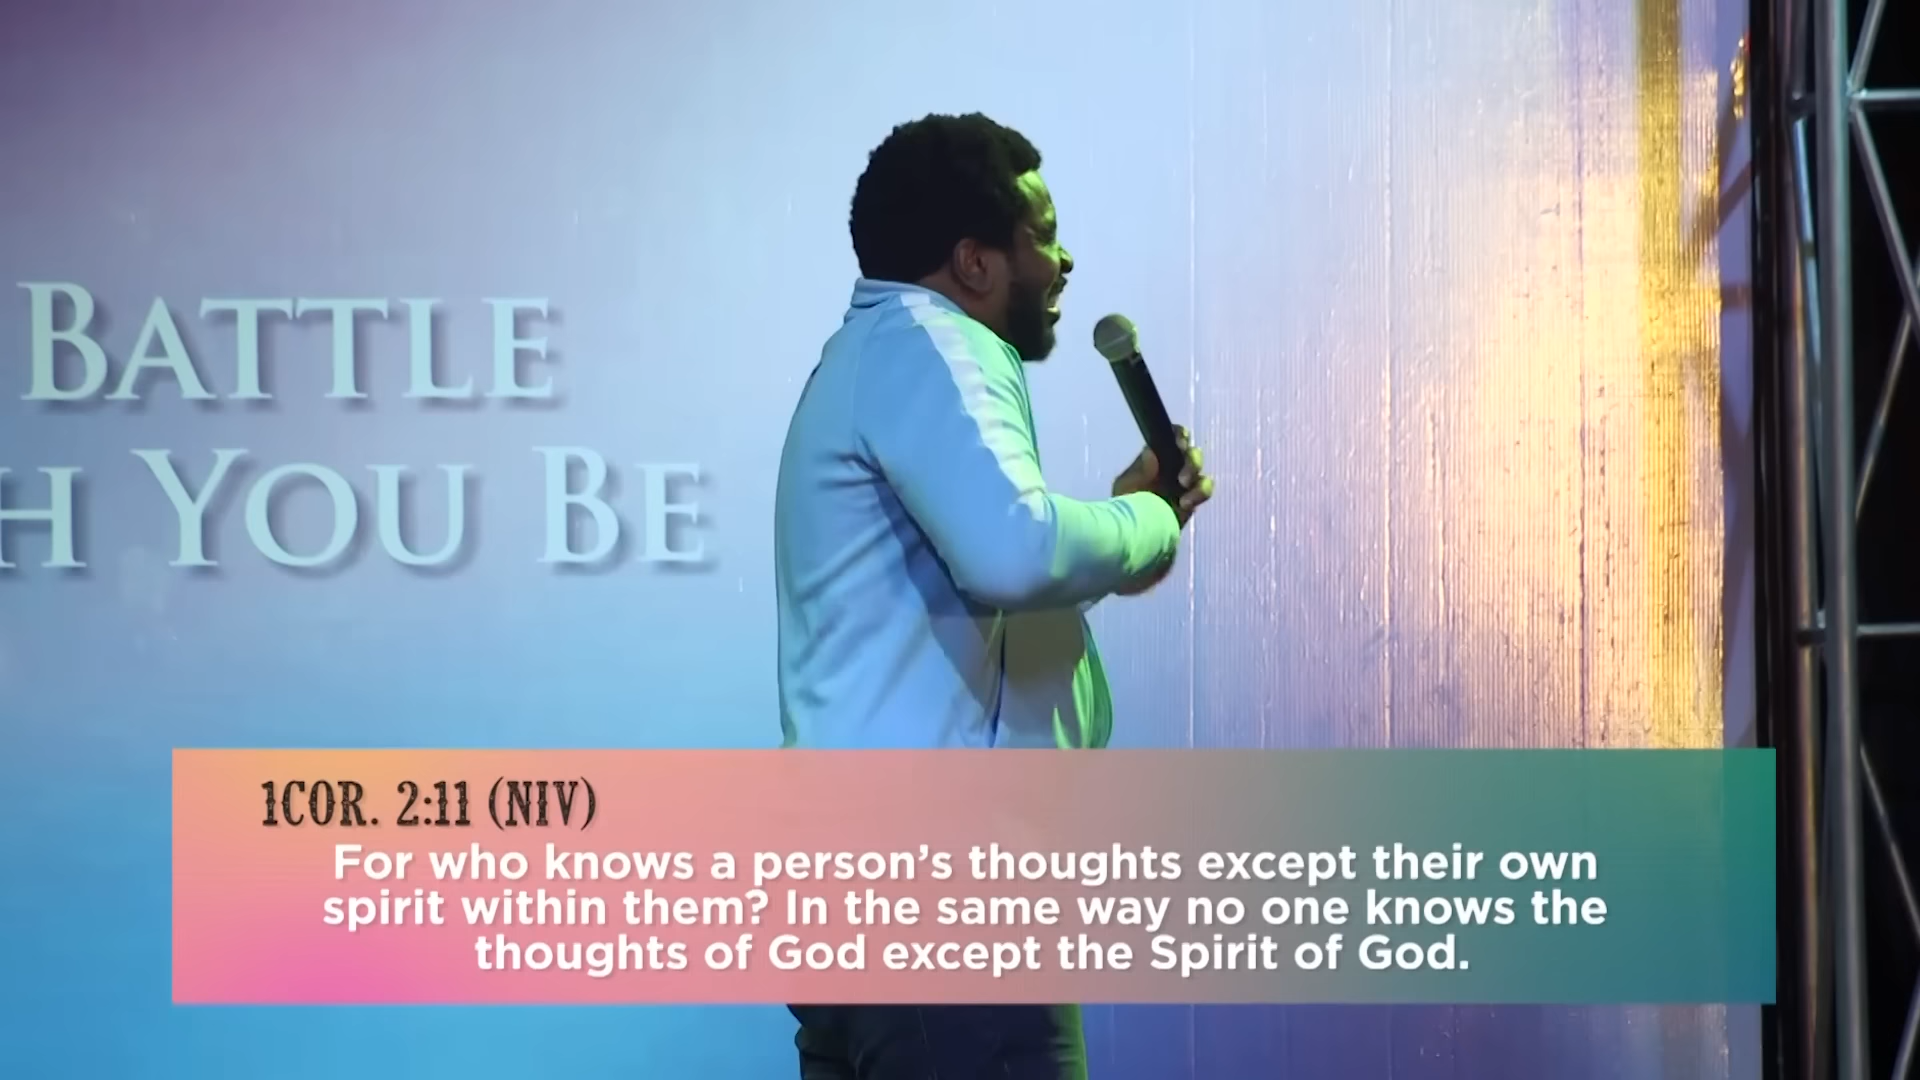 BATTLE
H YOU BE
1COR. 2:11 (NIV)
For who knows a person’s thoughts except their own
spirit within them? In the same way no one knows the
thoughts of God except the Spirit of God.